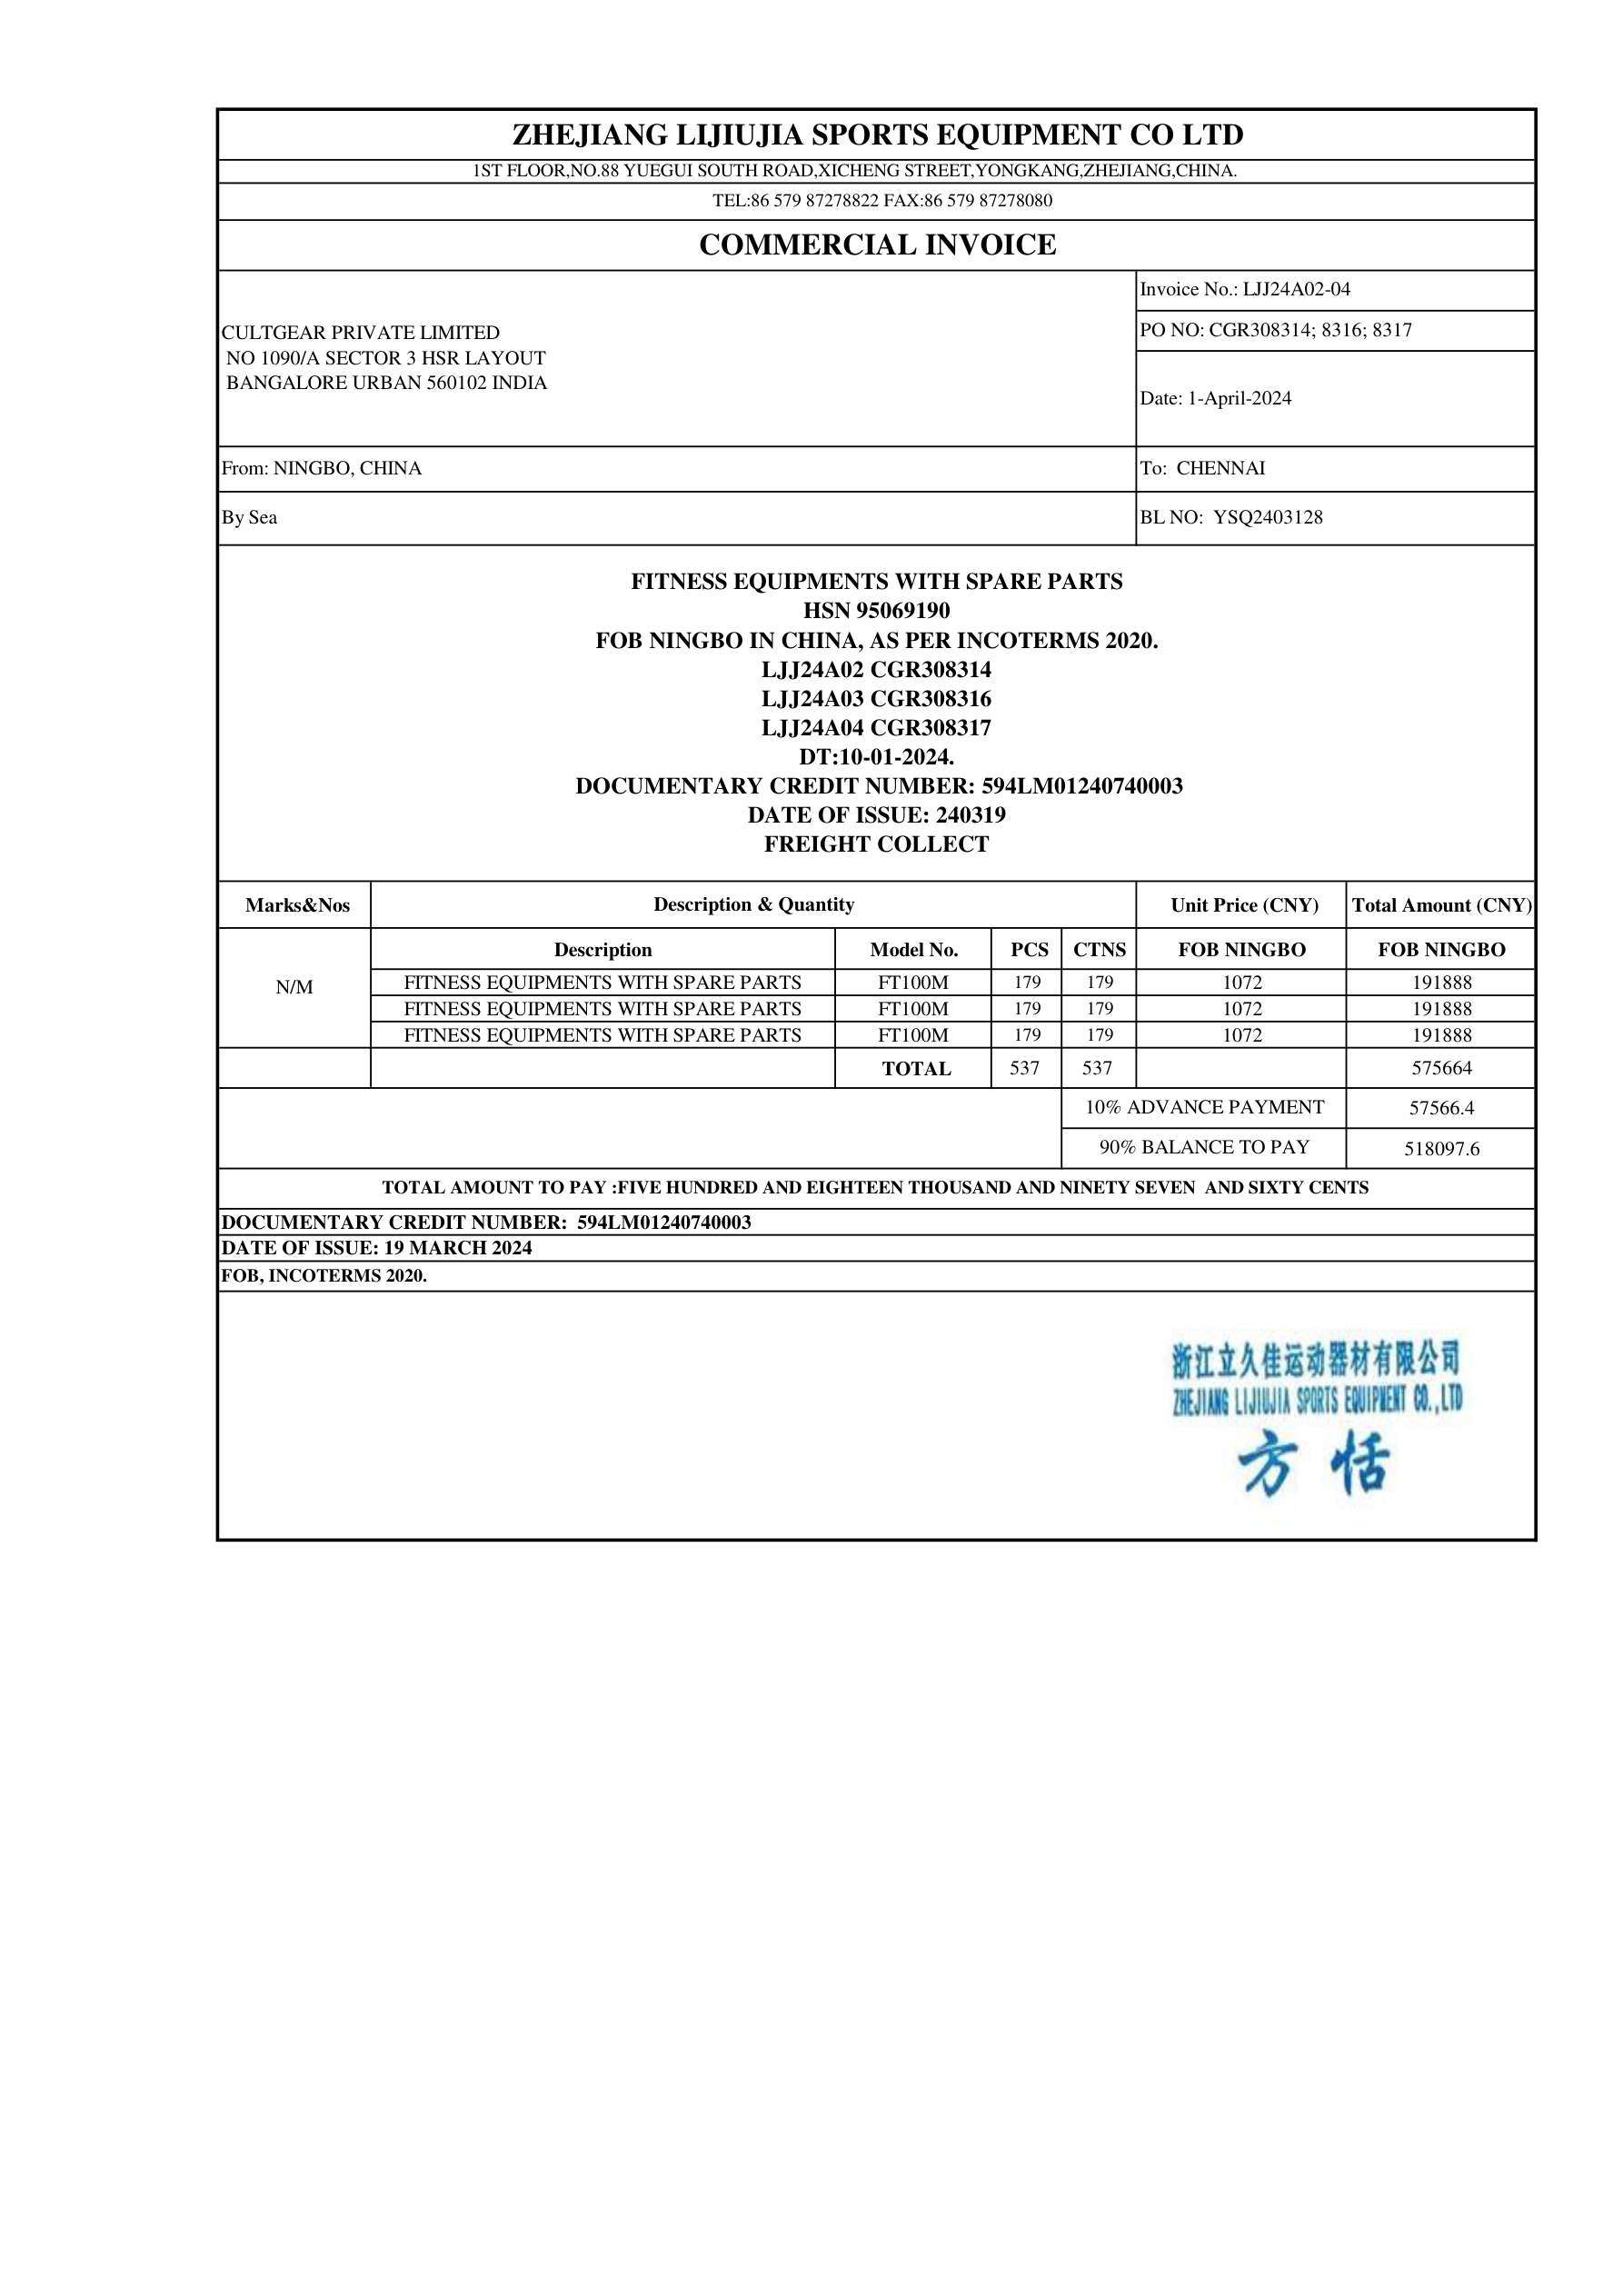 ZHEJIANG LIJIUJIA SPORTS EQUIPMENT CO LTD
1ST FLOOR,NO.88 YUEGUI SOUTH ROAD,XICHENG STREET,YONGKANG,ZHEJIANG,CHINA.
TEL:86 579 87278822 FAX:86 579 87278080
COMMERCIAL INVOICE
CULTGEAR PRIVATE LIMITED
NO 1090/A SECTOR 3 HSR LAYOUT
BANGALORE URBAN 560102 INDIA
Invoice No.: LJJ24A02-04
PO NO: CGR308314; 8316; 8317
Date: 1-April-2024
From: NINGBO, CHINA To: CHENNAI
By Sea BL NO: YSQ2403128
FITNESS EQUIPMENTS WITH SPARE PARTS
HSN 95069190
FOB NINGBO IN CHINA, AS PER INCOTERMS 2020.
LJJ24A02 CGR308314
LJJ24A03 CGR308316
LJJ24A04 CGR308317
DT:10-01-2024.
DOCUMENTARY CREDIT NUMBER: 594LM01240740003
DATE OF ISSUE: 240319
FREIGHT COLLECT
Marks&Nos Description & Quantity Unit Price (CNY) Total Amount (CNY)
Description Model No. PCS CTNS FOB NINGBO FOB NINGBO
N/M FITNESS EQUIPMENTS WITH SPARE PARTS FT100M 179 179 1072 191888
FITNESS EQUIPMENTS WITH SPARE PARTS FT100M 179 179 1072 191888
FITNESS EQUIPMENTS WITH SPARE PARTS FT100M 179 179 1072 191888
TOTAL 537 537 575664
10% ADVANCE PAYMENT 57566.4
90% BALANCE TO PAY 518097.6
TOTAL AMOUNT TO PAY :FIVE HUNDRED AND EIGHTEEN THOUSAND AND NINETY SEVEN AND SIXTY CENTS
DOCUMENTARY CREDIT NUMBER: 594LM01240740003
DATE OF ISSUE: 19 MARCH 2024
FOB, INCOTERMS 2020.
浙江立久佳运动器材有限公司
ZHEJIANG LIJIUJIA SPORTS EQUIPMENT CO.,LTD
方恬